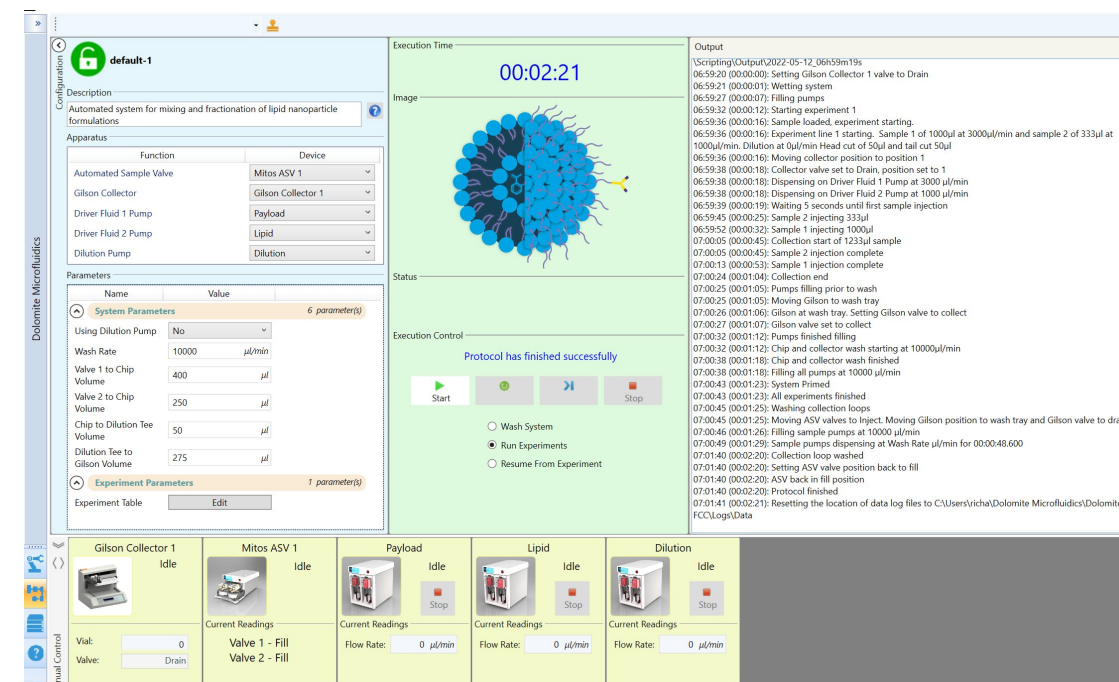 »
default-1
Configuration
Description
Automated system for mixing and fractionation of lipid nanoparticle
formulations
?
Apparatus
Function Device
Automated Sample Valve Mitos ASV 1
Gilson Collector Gilson Collector 1
Driver Fluid 1 Pump Payload
Driver Fluid 2 Pump Lipid
Dilution Pump Dilution
Parameters
Name Value
System Parameters 6 parameter(s)
Using Dilution Pump No
Wash Rate 10000 µl/min
Valve 1 to Chip
Volume
400 µl
Valve 2 to Chip
Volume
250 µl
Chip to Dilution Tee
Volume
50 µl
Dilution Tee to
Gilson Volume
275 µl
Experiment Parameters 1 parameter(s)
Experiment Table Edit
Dolomite Microfluidics
Execution Time
00:02:21
Image
Status
Execution Control
Protocol has finished successfully
Start Stop
Wash System
Run Experiments
Resume From Experiment
Output
\Scripting\Output\2022-05-12_06h59m19s
06:59:20 (00:00:00): Setting Gilson Collector 1 valve to Drain
06:59:20 (00:00:01): Wetting system
06:59:27 (00:00:07): Filling pumps
06:59:32 (00:00:12): Starting experiment 1
06:59:36 (00:00:16): Sample loaded, experiment starting.
06:59:36 (00:00:16): Experiment line 1 starting. Sample 1 of 1000µl at 3000µl/min and sample 2 of 333µl at
1000µl/min. Dilution at 0µl/min Head cut of 50µl and tail cut 50µl
06:59:36 (00:00:16): Moving collector position to position 1
06:59:38 (00:00:18): Collector valve set to Drain, position set to 1
06:59:38 (00:00:18): Dispensing on Driver Fluid 1 Pump at 3000 µl/min
06:59:38 (00:00:18): Dispensing on Driver Fluid 2 Pump at 1000 µl/min
06:59:39 (00:00:19): Waiting 5 seconds until first sample injection
06:59:45 (00:00:25): Sample 2 injecting 333µl
06:59:52 (00:00:32): Sample 1 injecting 1000µl
07:00:05 (00:00:45): Collection start of 1233µl sample
07:00:05 (00:00:45): Sample 2 injection complete
07:00:13 (00:00:53): Sample 1 injection complete
07:00:24 (00:01:04): Collection end
07:00:25 (00:01:05): Pumps filling prior to wash
07:00:25 (00:01:05): Moving Gilson to wash tray
07:00:26 (00:01:06): Gilson at wash tray. Setting Gilson valve to collect
07:00:27 (00:01:07): Gilson valve set to collect
07:00:32 (00:01:12): Pumps finished filling
07:00:32 (00:01:12): Chip and collector wash starting at 10000µl/min
07:00:38 (00:01:18): Chip and collector wash finished
07:00:38 (00:01:18): Filling all pumps at 10000 µl/min
07:00:43 (00:01:23): System Primed
07:00:43 (00:01:23): All experiments finished
07:00:45 (00:01:25): Washing collection loops
07:00:45 (00:01:25): Moving ASV valves to Inject. Moving Gilson position to wash tray and Gilson valve to dra
07:00:46 (00:01:26): Filling sample pumps at 10000 µl/min
07:00:49 (00:01:29): Sample pumps dispensing at Wash Rate µl/min for 00:00:48.600
07:01:40 (00:02:20): Collection loop washed
07:01:40 (00:02:20): Setting ASV valve position back to fill
07:01:40 (00:02:20): ASV back in fill position
07:01:40 (00:02:20): Protocol finished
07:01:41 (00:02:21): Resetting the location of data log files to C:\Users\richa\Dolomite Microfluidics\Dolomite
FCC\Logs\Data
nual Control
Gilson Collector 1
Idle
Vial: 0
Valve: Drain
Mitos ASV 1
Idle
Current Readings
Valve 1 - Fill
Valve 2 - Fill
Payload
Idle
Stop
Current Readings
Flow Rate: 0 µl/min
Lipid
Idle
Stop
Current Readings
Flow Rate: 0 µl/min
Dilution
Idle
Stop
Current Readings
Flow Rate: 0 µl/min
?